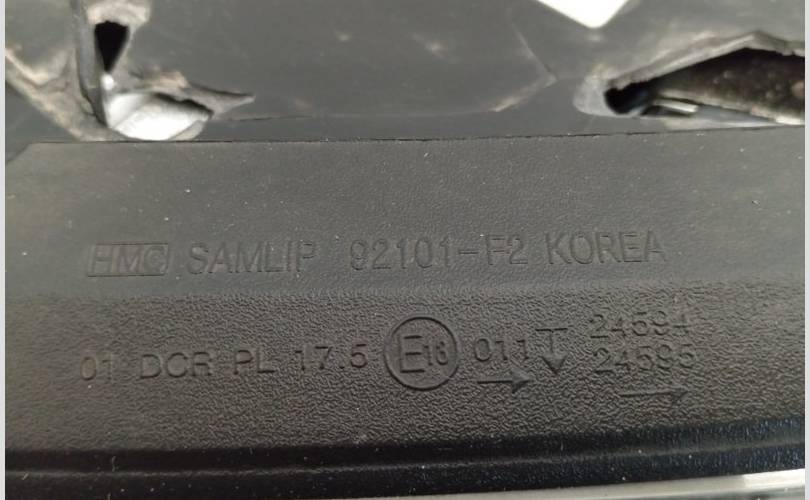 HMC SAMLIP 92101-F2 KOREA
01 DCR PL 17.5 E13 011 24594
24595